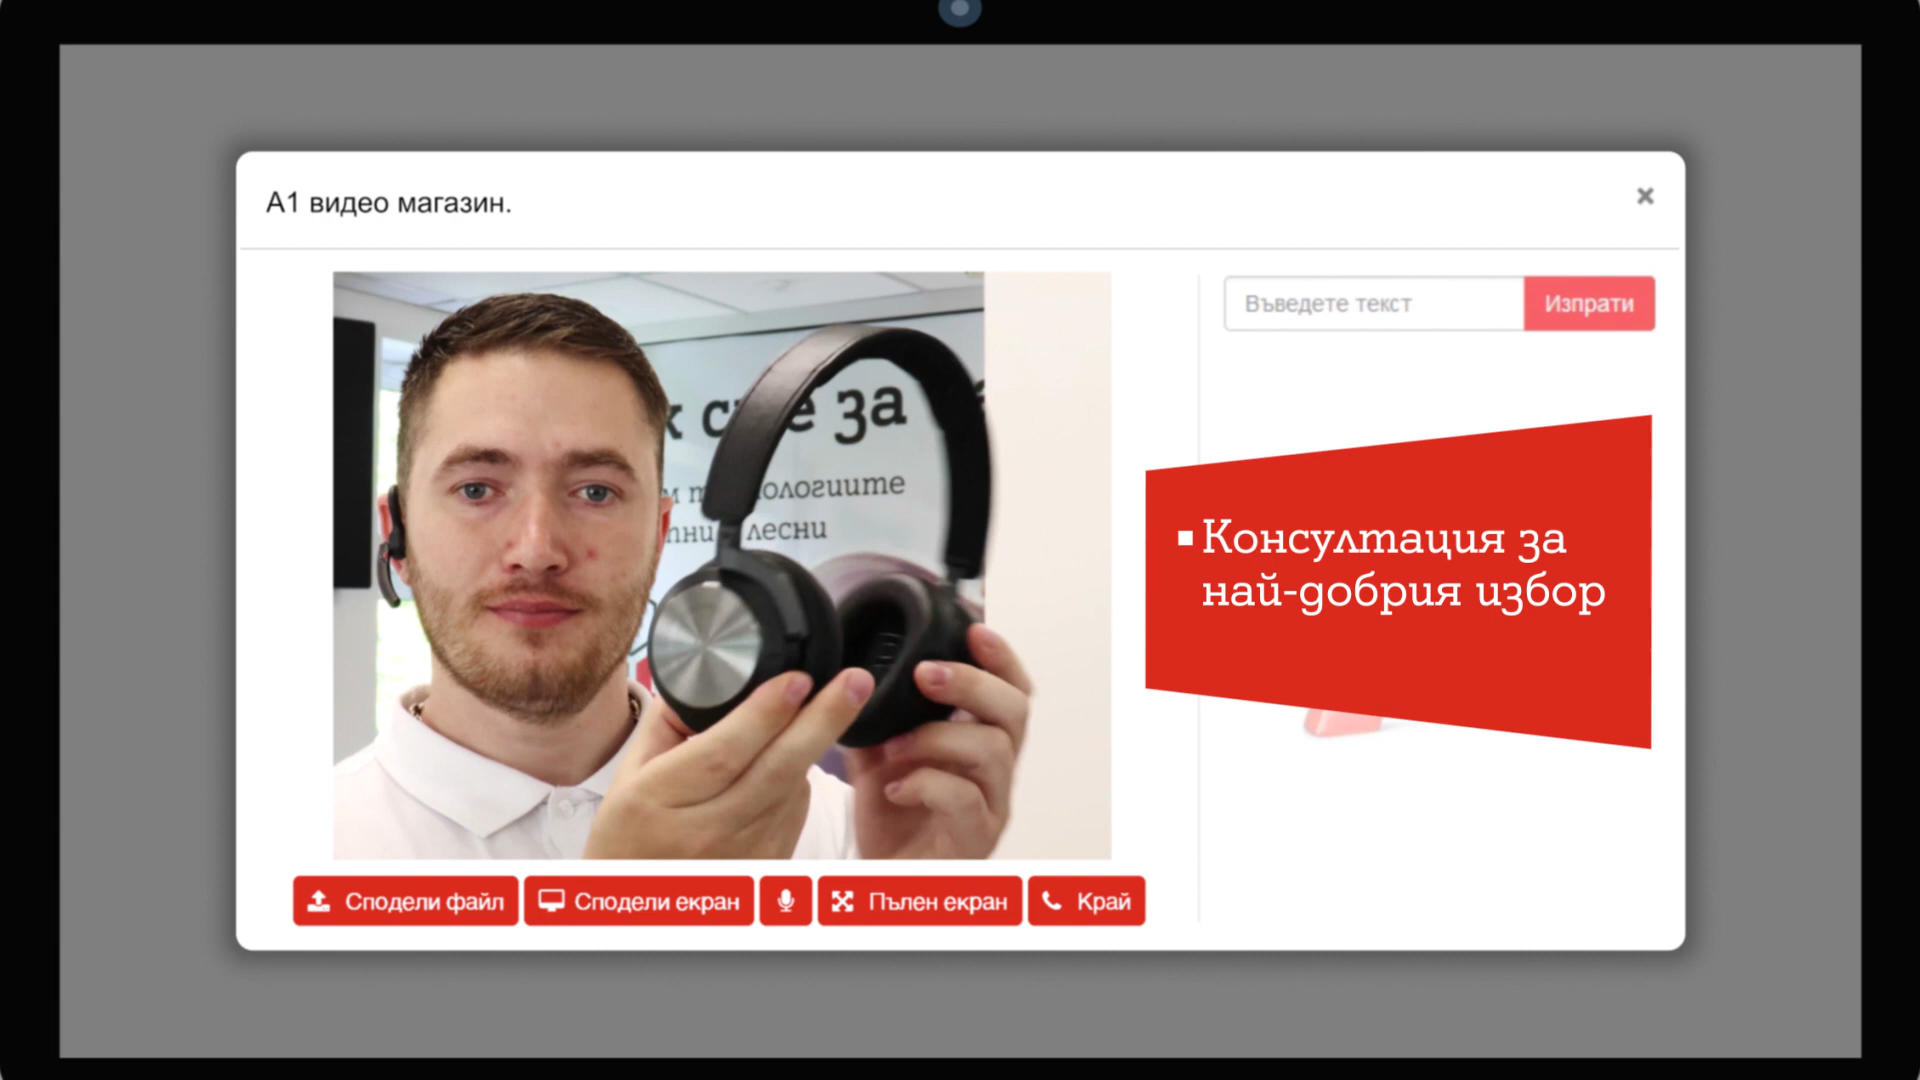 А1 видео магазин.
Въведете текст
Изпрати
за
лесни
Консултация за
най-добрия избор
Сподели файл
Сподели екран
Пълен екран
Край